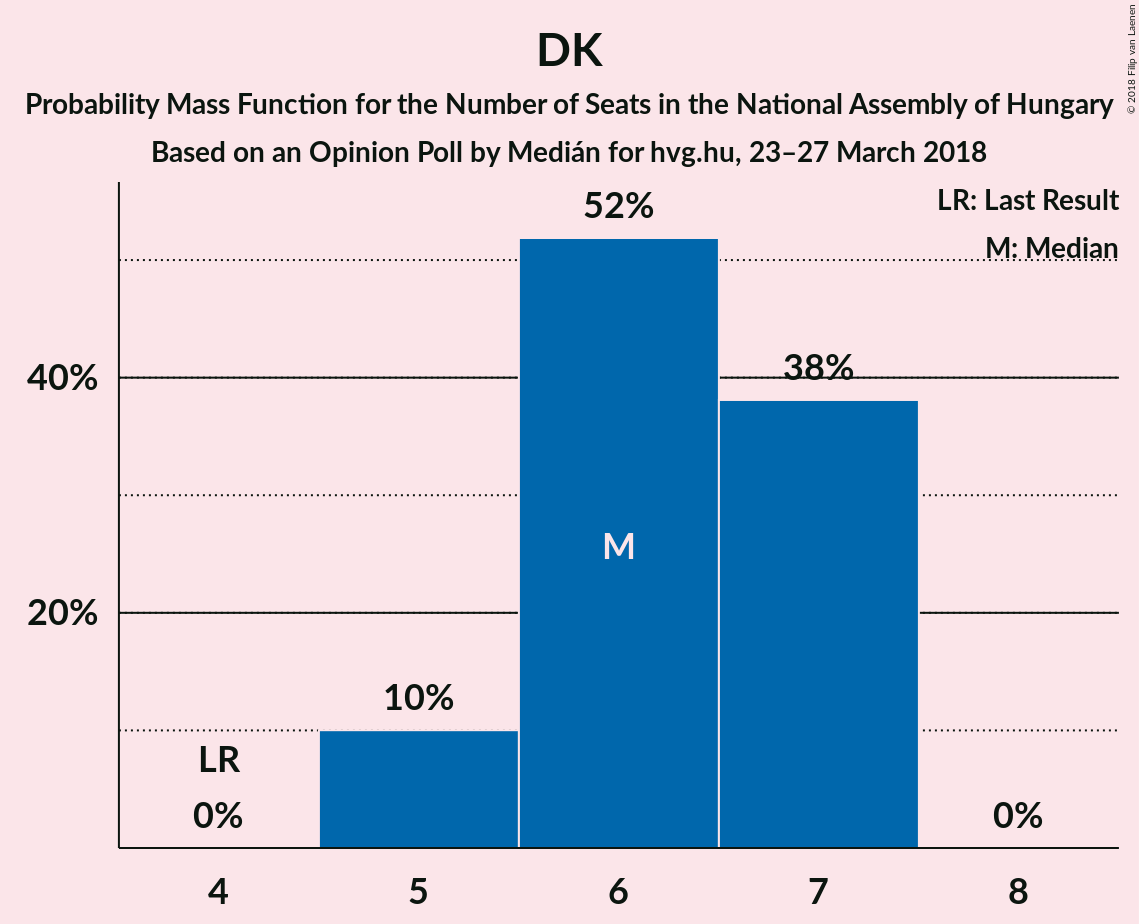 DK
Probability Mass Function for the Number of Seats in the National Assembly of Hungary
Based on an Opinion Poll by Medián for hvg.hu, 23–27 March 2018
© 2018 Filip van Laenen
LR: Last Result
M: Median
52%
40%
38%
M
20%
10%
LR
0%
0%
4 5 6 7 8